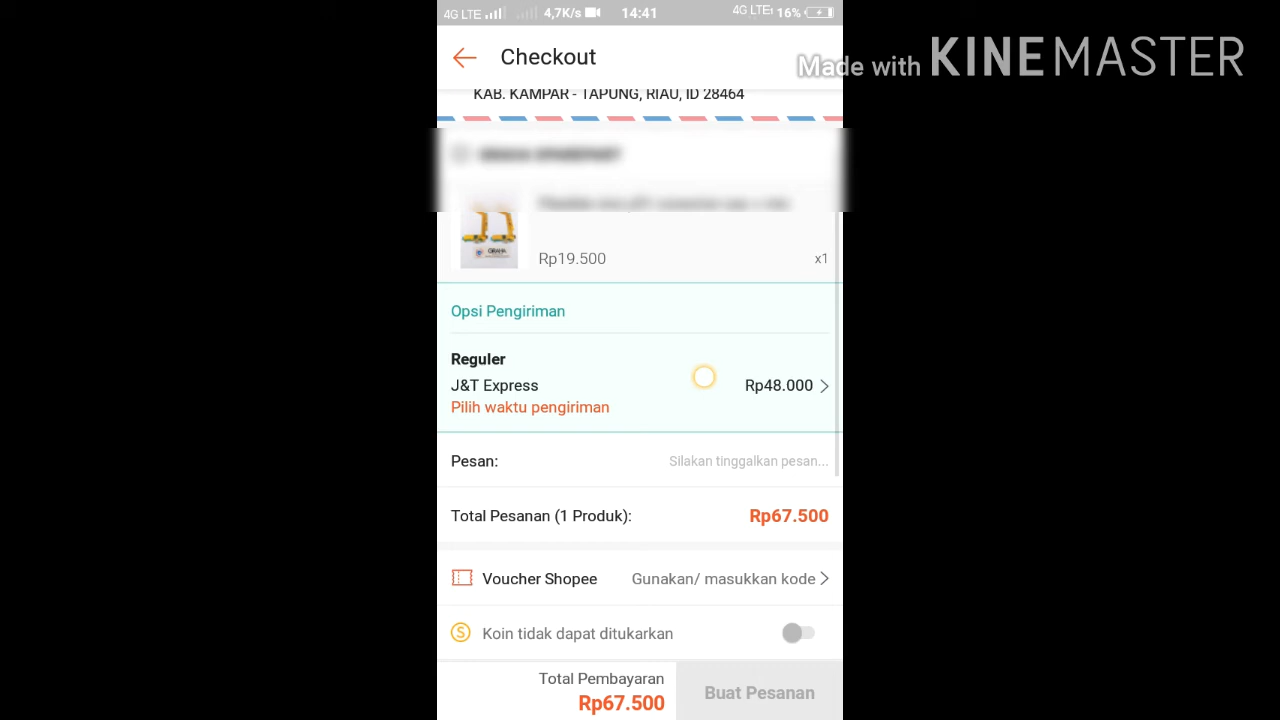 4G LTE 4,7K/s 14:41 4G LTE 16%
Checkout
Made with KINEMASTER
KAB. KAMPAR - TAPUNG, RIAU, ID 28464
GRAHA
Rp19.500 x1
Opsi Pengiriman
Reguler
J&T Express Rp48.000
Pilih waktu pengiriman
Pesan: Silakan tinggalkan pesan...
Total Pesanan (1 Produk): Rp67.500
Voucher Shopee Gunakan/ masukkan kode
Koin tidak dapat ditukarkan
Total Pembayaran
Rp67.500
Buat Pesanan